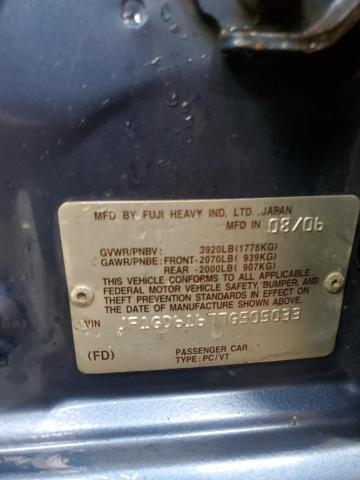 MFD BY FUJI HEAVY IND. LTD. JAPAN
MFD IN 08/06
GVWR/PNBV: 3920LB(1778KG)
GAWR/PNBE: FRONT-2070LB( 939KG)
REAR -2000LB( 907KG)
THIS VEHICLE CONFORMS TO ALL APPLICABLE
FEDERAL MOTOR VEHICLE SAFETY, BUMPER, AND
THEFT PREVENTION STANDARDS IN EFFECT ON
THE DATE OF MANUFACTURE SHOWN ABOVE.
VIN JF1GD61677G505033
(FD) PASSENGER CAR
TYPE: PC/VT